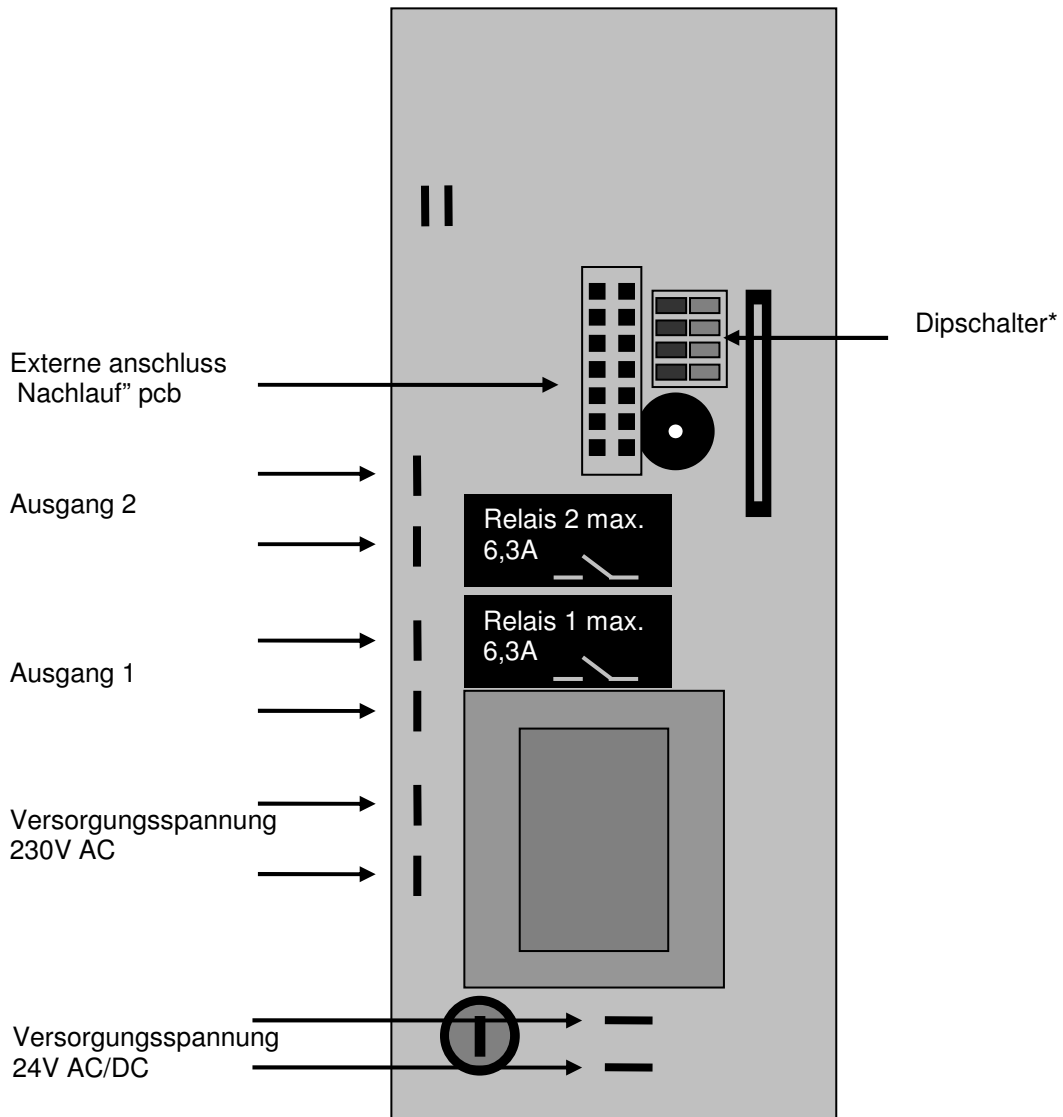 Dipschalter*
Externe anschluss
Nachlauf” pcb
Ausgang 2
Relais 2 max.
6,3A
Relais 1 max.
6,3A
Ausgang 1
Versorgungsspannung
230V AC
Versorgungsspannung
24V AC/DC